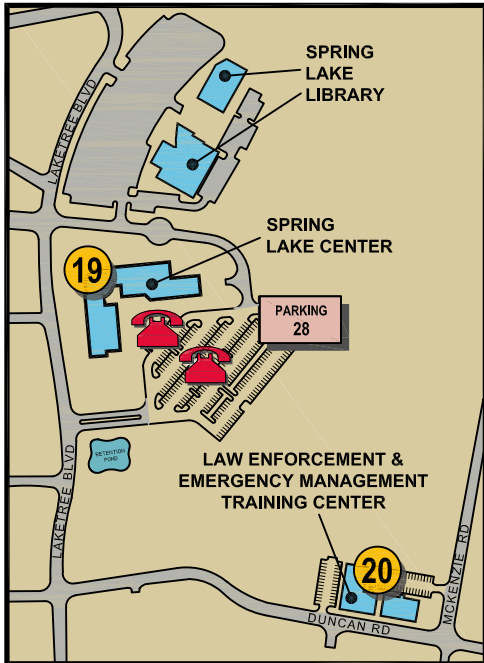 SPRING
LAKE
LIBRARY
LAKETREE BLVD
SPRING
LAKE CENTER
19
PARKING
28
RETENTION
POND
LAKETREE BLVD
LAW ENFORCEMENT &
EMERGENCY MANAGEMENT
TRAINING CENTER
20
MCKENZIE RD
DUNCAN RD